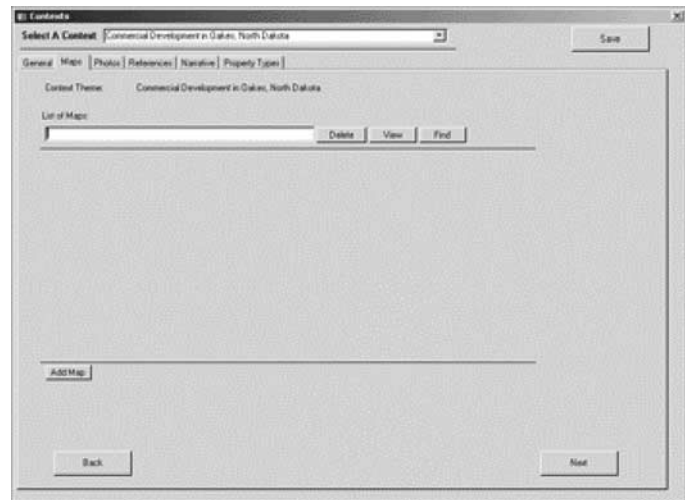 Contexts
Select A Context: Commercial Development in Oakes, North Dakota
Save
General Maps Photos References Narrative Property Types
Context Theme: Commercial Development in Oakes, North Dakota
List of Maps:
Delete View Find
Add Map
Back Next